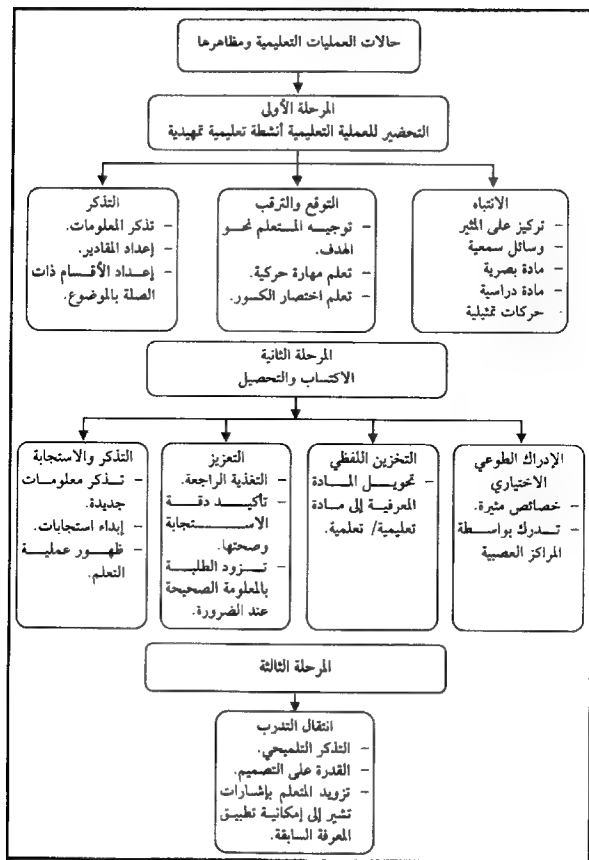 حالات العمليات التعليمية ومظاهرها
المرحلة الأولى
التحضير للعملية التعليمية أنشطة تعليمية تمهيدية
الانتباه
- تركيز على المثير
- وسائل سمعية
- مادة بصرية
- مادة دراسية
- حركات تمثيلية
التوقع والترقب
- توجيه المتعلم نحو
الهدف.
- تعلم مهارة حركية.
- تعلم اختصار الكسور.
التذكر
- تذكر المعلومات.
- إعداد المقادير.
- إعداد الأقسام ذات
الصلة بالموضوع.
المرحلة الثانية
الاكتساب والتحصيل
الإدراك الطوعي
الاختياري
- خصائص مثيرة.
- تدرك بواسطة
المراكز العصبية
التخزين اللفظي
- تحويل المادة
المعرفية إلى مادة
تعليمية/ تعلمية.
التعزيز
- التغذية الراجعة.
- تأكيد دقة
الاستجابة
وصحتها.
- تزود الطلبة
بالمعلومة الصحيحة
عند الضرورة.
التذكر والاستجابة
- تذكر معلومات
جديدة.
- إبداء استجابات.
- ظهور عملية
التعلم.
المرحلة الثالثة
انتقال التدرب
- التذكر التلميحي.
- القدرة على التصميم.
- تزويد المتعلم بإشارات
تشير إلى إمكانية تطبيق
المعرفة السابقة.